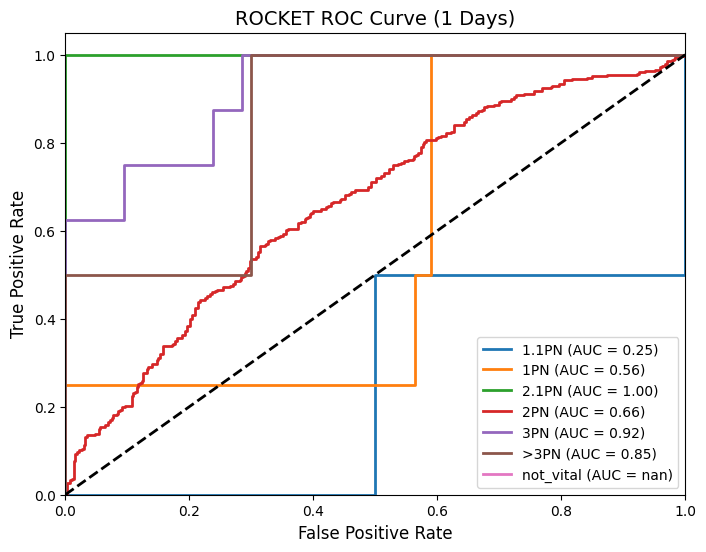 ROCKET ROC Curve (1 Days)
True Positive Rate
1.0
0.8
0.6
0.4
0.2
0.0
0.0 0.2 0.4 0.6 0.8 1.0
False Positive Rate
1.1PN (AUC = 0.25)
1PN (AUC = 0.56)
2.1PN (AUC = 1.00)
2PN (AUC = 0.66)
3PN (AUC = 0.92)
>3PN (AUC = 0.85)
not_vital (AUC = nan)